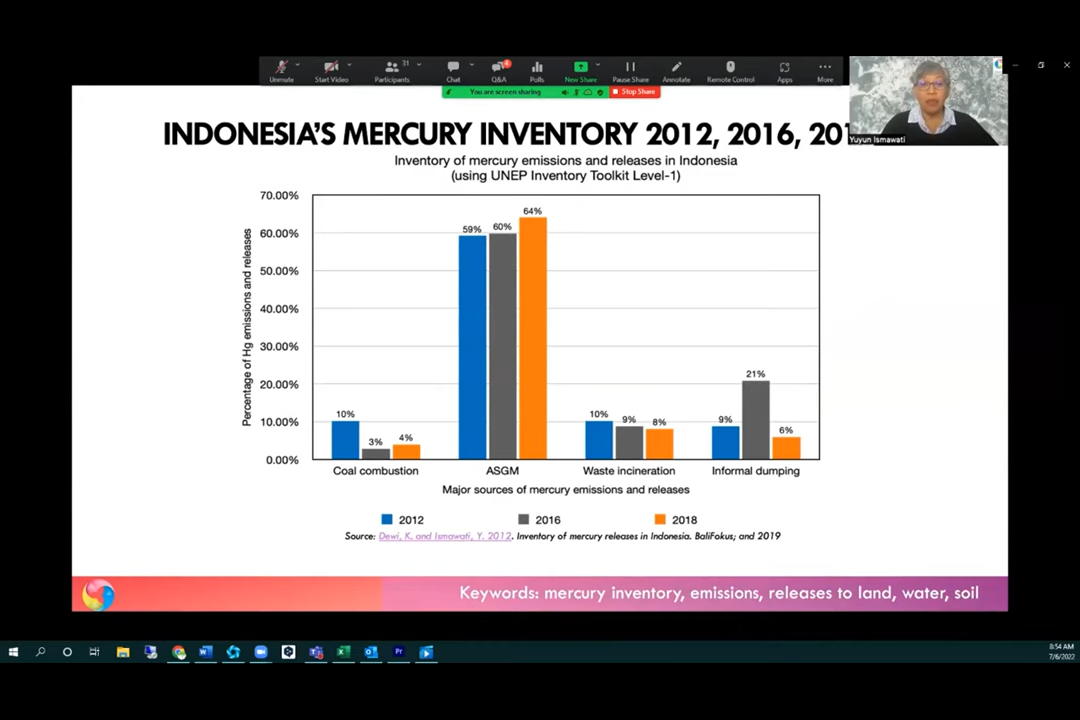 31
4
Unmute
Start Video
Participants
Chat
Q&A
Polls
New Share
Pause Share
Annotate
Remote Control
Apps
More
You are screen sharing
Stop Share
Yuyun Ismawati
INDONESIA'S MERCURY INVENTORY 2012, 2016, 201
Inventory of mercury emissions and releases in Indonesia
(using UNEP Inventory Toolkit Level-1)
Percentage of Hg emissions and releases
70.00%
60.00%
50.00%
40.00%
30.00%
20.00%
10.00%
0.00%
10%
3%
4%
59%
60%
64%
10%
9%
8%
9%
21%
6%
Coal combustion
ASGM
Waste incineration
Informal dumping
Major sources of mercury emissions and releases
2012
2016
2018
Source: Dewi, K. and Ismawati, Y. 2012. Inventory of mercury releases in Indonesia. BaliFokus; and 2019
Keywords: mercury inventory, emissions, releases to land, water, soil
8:54 AM
7/6/2022